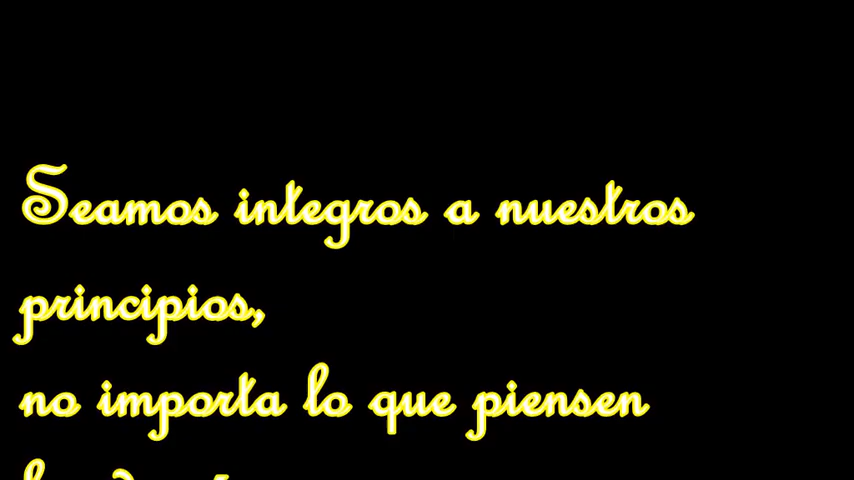 Seamos integros a nuestros
principios,
no importa lo que piensen